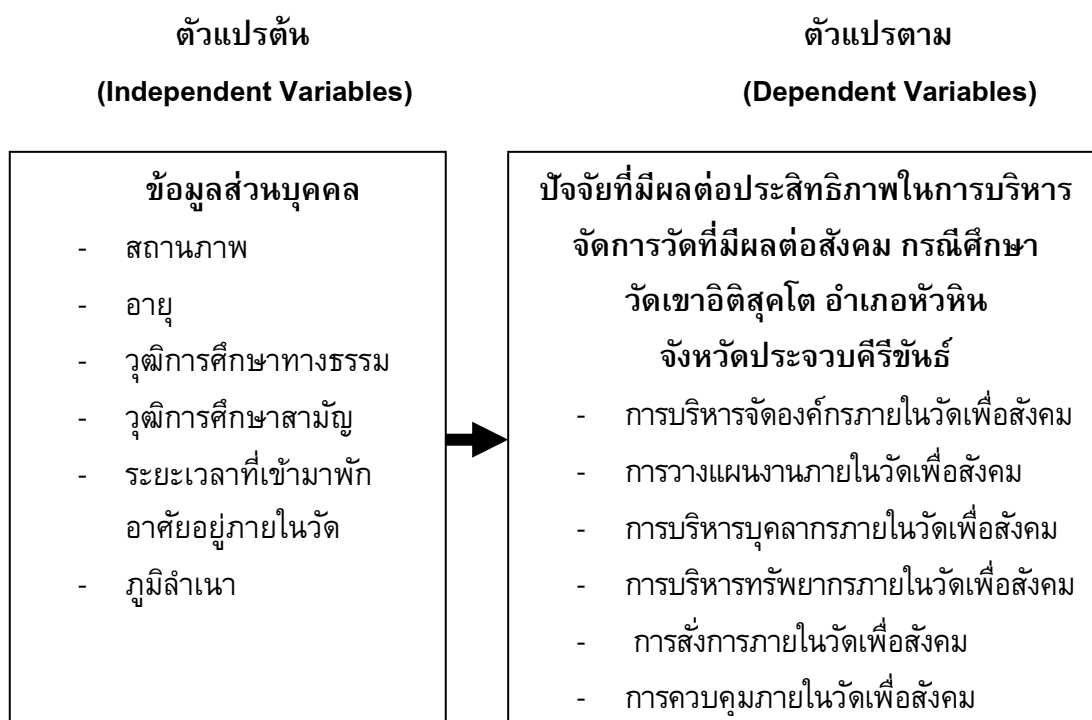 ตัวแปรต้น
(Independent Variables)
ข้อมูลส่วนบุคคล
- สถานภาพ
- อายุ
- วุฒิการศึกษาทางธรรม
- วุฒิการศึกษาสามัญ
- ระยะเวลาที่เข้ามาพัก
อาศัยอยู่ภายในวัด
- ภูมิลำเนา
ตัวแปรตาม
(Dependent Variables)
ปัจจัยที่มีผลต่อประสิทธิภาพในการบริหาร
จัดการวัดที่มีผลต่อสังคม กรณีศึกษา
วัดเขาอิติสุคโต อำเภอหัวหิน
จังหวัดประจวบคีรีขันธ์
- การบริหารจัดองค์กรภายในวัดเพื่อสังคม
- การวางแผนงานภายในวัดเพื่อสังคม
- การบริหารบุคลากรภายในวัดเพื่อสังคม
- การบริหารทรัพยากรภายในวัดเพื่อสังคม
- การสั่งการภายในวัดเพื่อสังคม
- การควบคุมภายในวัดเพื่อสังคม